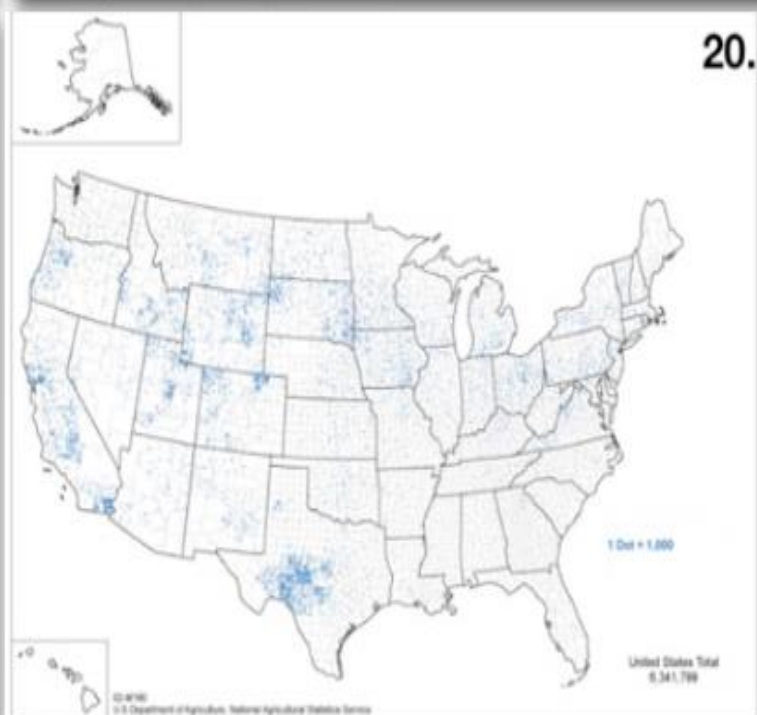 20.
1 Dot = 1,000
United States Total
6,341,799
U.S Department of Agriculture, National Agricultural Statistics Service